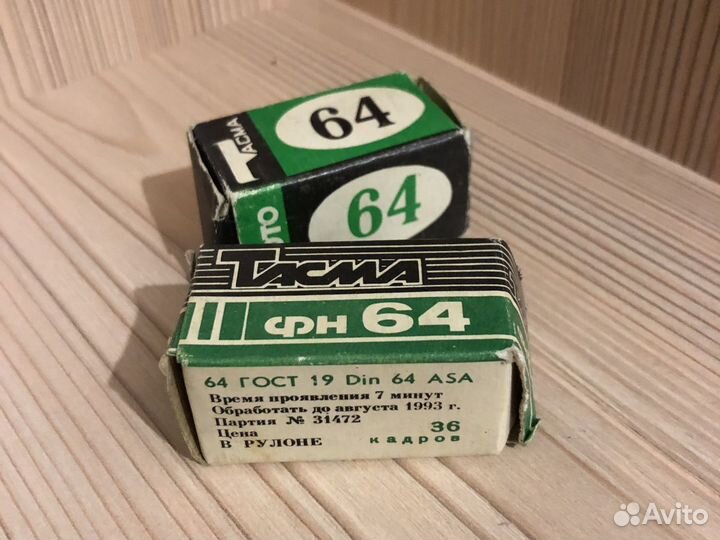 64
Тасма
64
ТО
Тасма
ФН 64
64 ГОСТ 19 Din 64 ASA
Время проявления 7 минут
Обработать до августа 1993 г.
Партия № 31472
Цена
В РУЛОНЕ
36
кадров
Avito